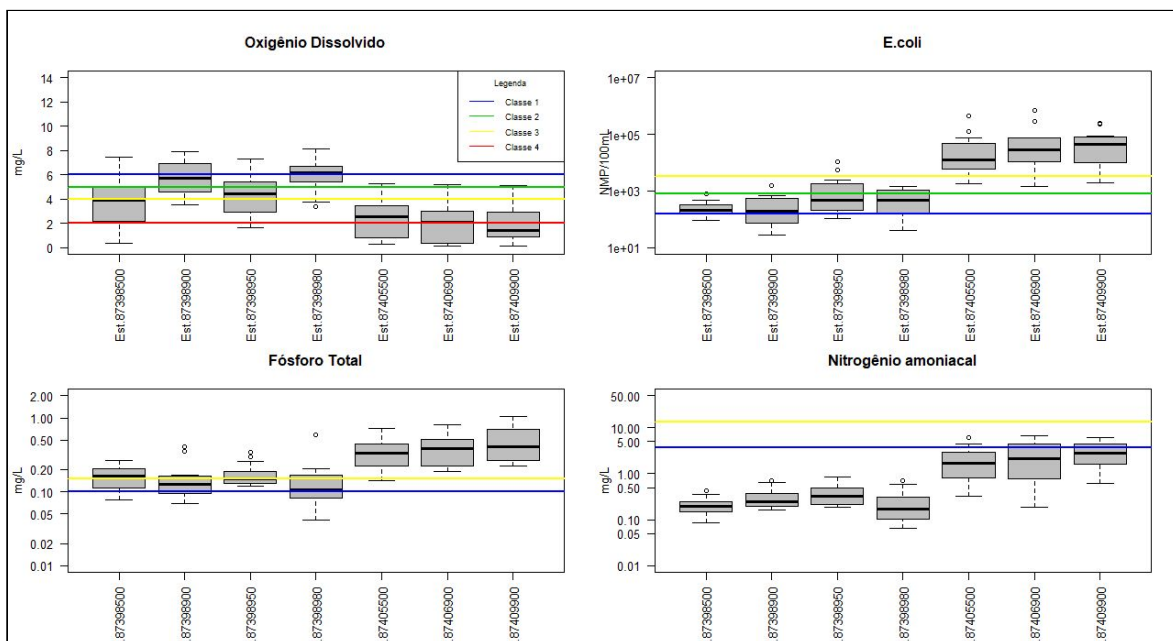 Oxigênio Dissolvido
mg/L
14
12
10
8
6
4
2
0
Legenda
Classe 1
Classe 2
Classe 3
Classe 4
Est.87398500
Est.87398900
Est.87398950
Est.87398980
Est.87405500
Est.87406900
Est.87409900
E.coli
NMP/100mL
1e+07
1e+05
1e+03
1e+01
Est.87398500
Est.87398900
Est.87398950
Est.87398980
Est.87405500
Est.87406900
Est.87409900
Fósforo Total
mg/L
2.00
1.00
0.50
0.20
0.10
0.05
0.02
0.01
.87398500
.87398900
.87398950
.87398980
.87405500
.87406900
.87409900
Nitrogênio amoniacal
mg/L
50.00
10.00
5.00
1.00
0.50
0.10
0.05
0.01
.87398500
.87398900
.87398950
.87398980
.87405500
.87406900
.87409900